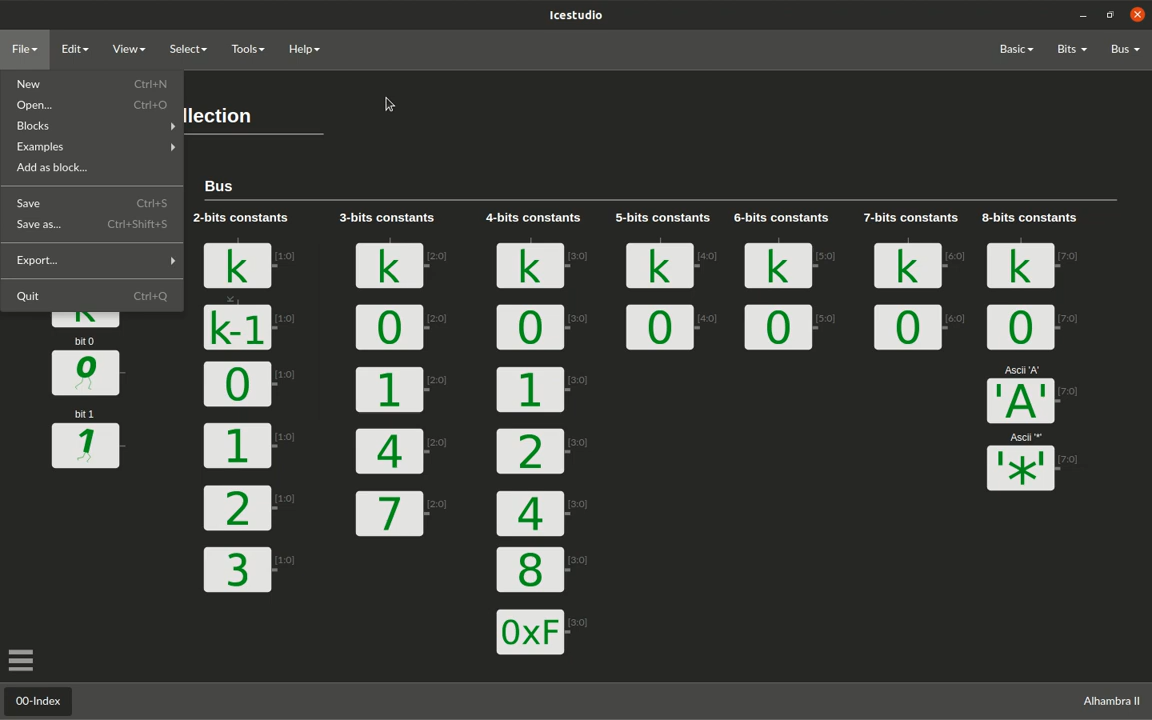 Icestudio
File Edit View Select Tools Help Basic Bits Bus
New Ctrl+N
Open... Ctrl+O
Blocks
Examples
Add as block...
Save Ctrl+S
Save as... Ctrl+Shift+S
Export...
Quit Ctrl+Q
llection
Bus
2-bits constants 3-bits constants 4-bits constants 5-bits constants 6-bits constants 7-bits constants 8-bits constants
k [1:0] k [2:0] k [3:0] k [4:0] k [5:0] k [6:0] k [7:0]
K
k k-1 [1:0] 0 [2:0] 0 [3:0] 0 [4:0] 0 [5:0] 0 [6:0] 0 [7:0]
bit 0
0 0 [1:0] 1 [2:0] 1 [3:0]
Ascii 'A'
'A' [7:0]
bit 1
1 1 [1:0] 4 [2:0] 2 [3:0]
Ascii '*'
'*' [7:0]
2 [1:0] 7 [2:0] 4 [3:0]
3 [1:0] 8 [3:0]
0xF [3:0]
00-Index Alhambra II